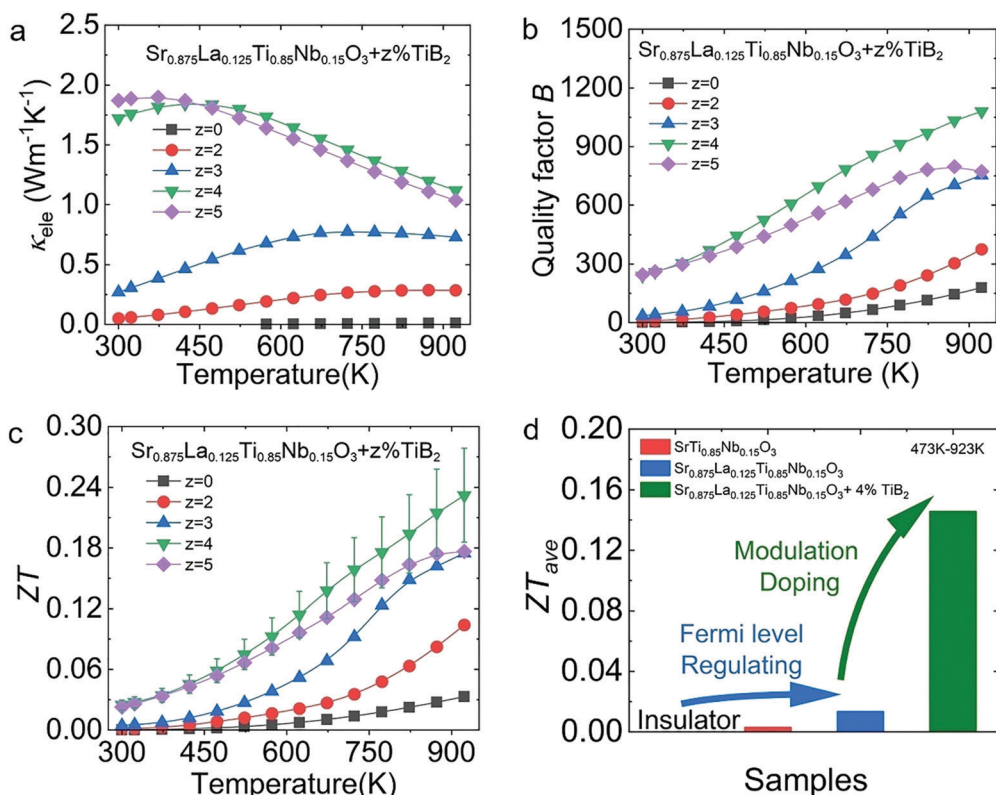 a
Sr0.875La0.125Ti0.85Nb0.15O3+z%TiB2
κele (Wm-1K-1)
2.5
2.0
1.5
1.0
0.5
0.0
z=0
z=2
z=3
z=4
z=5
300 450 600 750 900
Temperature(K)
b
Sr0.875La0.125Ti0.85Nb0.15O3+z%TiB2
Quality factor B
1500
1200
900
600
300
0
z=0
z=2
z=3
z=4
z=5
300 450 600 750 900
Temperature (K)
c
Sr0.875La0.125Ti0.85Nb0.15O3+z%TiB2
ZT
0.30
0.24
0.18
0.12
0.06
0.00
z=0
z=2
z=3
z=4
z=5
300 450 600 750 900
Temperature(K)
d
ZTave
0.20
0.16
0.12
0.08
0.04
0.00
SrTi0.85Nb0.15O3
Sr0.875La0.125Ti0.85Nb0.15O3
Sr0.875La0.125Ti0.85Nb0.15O3+ 4% TiB2
473K-923K
Modulation
Doping
Fermi level
Regulating
Insulator
Samples